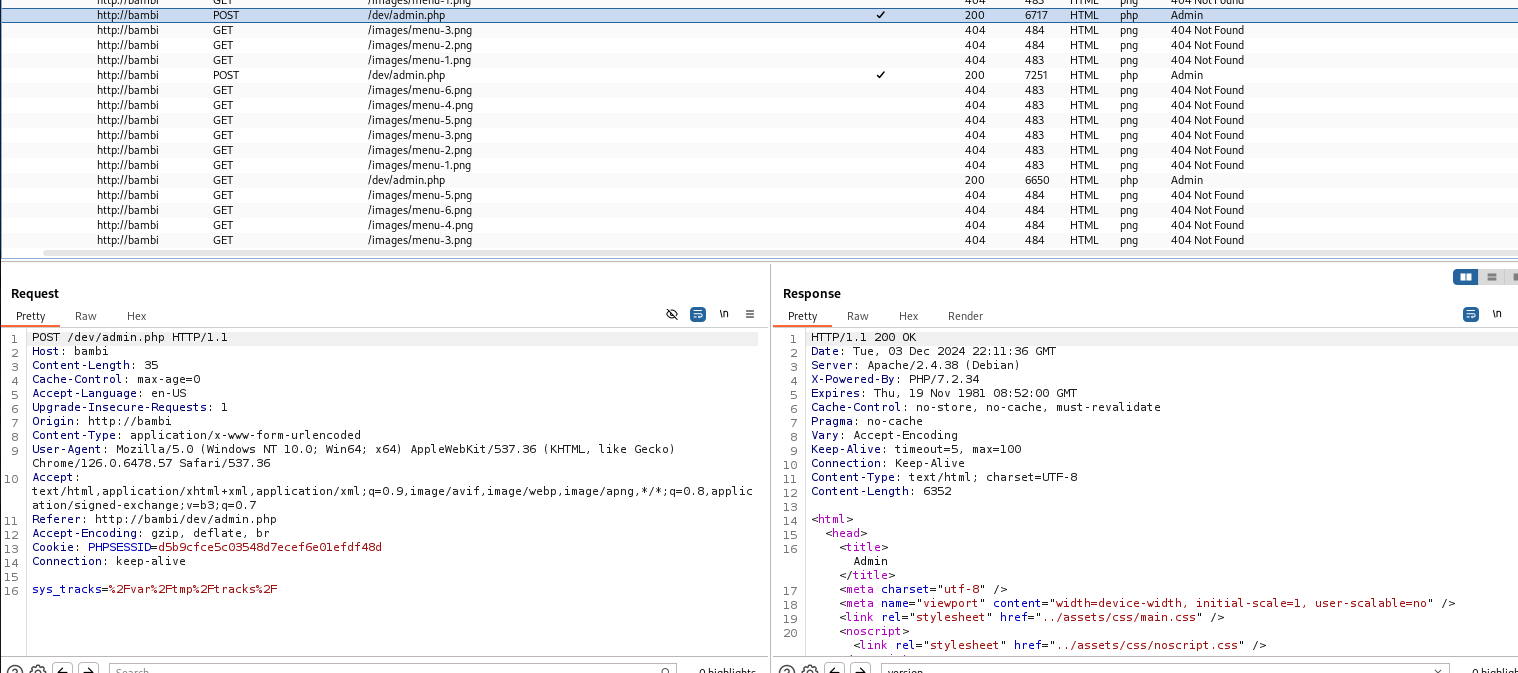 http://bambi GET /images/menu-1.png 404 483 HTML png 404 Not Found
http://bambi POST /dev/admin.php ✓ 200 6717 HTML php Admin
http://bambi GET /images/menu-3.png 404 484 HTML png 404 Not Found
http://bambi GET /images/menu-2.png 404 484 HTML png 404 Not Found
http://bambi GET /images/menu-1.png 404 483 HTML png 404 Not Found
http://bambi POST /dev/admin.php ✓ 200 7251 HTML php Admin
http://bambi GET /images/menu-6.png 404 483 HTML png 404 Not Found
http://bambi GET /images/menu-4.png 404 483 HTML png 404 Not Found
http://bambi GET /images/menu-5.png 404 483 HTML png 404 Not Found
http://bambi GET /images/menu-3.png 404 483 HTML png 404 Not Found
http://bambi GET /images/menu-2.png 404 483 HTML png 404 Not Found
http://bambi GET /images/menu-1.png 404 483 HTML png 404 Not Found
http://bambi GET /dev/admin.php 200 6650 HTML php Admin
http://bambi GET /images/menu-5.png 404 484 HTML png 404 Not Found
http://bambi GET /images/menu-6.png 404 484 HTML png 404 Not Found
http://bambi GET /images/menu-4.png 404 484 HTML png 404 Not Found
http://bambi GET /images/menu-3.png 404 484 HTML png 404 Not Found
Request
Pretty Raw Hex \n
1 POST /dev/admin.php HTTP/1.1
2 Host: bambi
3 Content-Length: 35
4 Cache-Control: max-age=0
5 Accept-Language: en-US
6 Upgrade-Insecure-Requests: 1
7 Origin: http://bambi
8 Content-Type: application/x-www-form-urlencoded
9 User-Agent: Mozilla/5.0 (Windows NT 10.0; Win64; x64) AppleWebKit/537.36 (KHTML, like Gecko)
Chrome/126.0.6478.57 Safari/537.36
10 Accept:
text/html,application/xhtml+xml,application/xml;q=0.9,image/avif,image/webp,image/apng,*/*;q=0.8,applic
ation/signed-exchange;v=b3;q=0.7
11 Referer: http://bambi/dev/admin.php
12 Accept-Encoding: gzip, deflate, br
13 Cookie: PHPSESSID=d5b9cfce5c03548d7ecef6e01efdf48d
14 Connection: keep-alive
15
16 sys_tracks=%2Fvar%2Ftmp%2Ftracks%2F
Search
0 highlights
Response
Pretty Raw Hex Render \n
1 HTTP/1.1 200 OK
2 Date: Tue, 03 Dec 2024 22:11:36 GMT
3 Server: Apache/2.4.38 (Debian)
4 X-Powered-By: PHP/7.2.34
5 Expires: Thu, 19 Nov 1981 08:52:00 GMT
6 Cache-Control: no-store, no-cache, must-revalidate
7 Pragma: no-cache
8 Vary: Accept-Encoding
9 Keep-Alive: timeout=5, max=100
10 Connection: Keep-Alive
11 Content-Type: text/html; charset=UTF-8
12 Content-Length: 6352
13
14 <html>
15 <head>
16 <title>
Admin
</title>
17 <meta charset="utf-8" />
18 <meta name="viewport" content="width=device-width, initial-scale=1, user-scalable=no" />
19 <link rel="stylesheet" href="../assets/css/main.css" />
20 <noscript>
<link rel="stylesheet" href="../assets/css/noscript.css" />
version
0 highlig